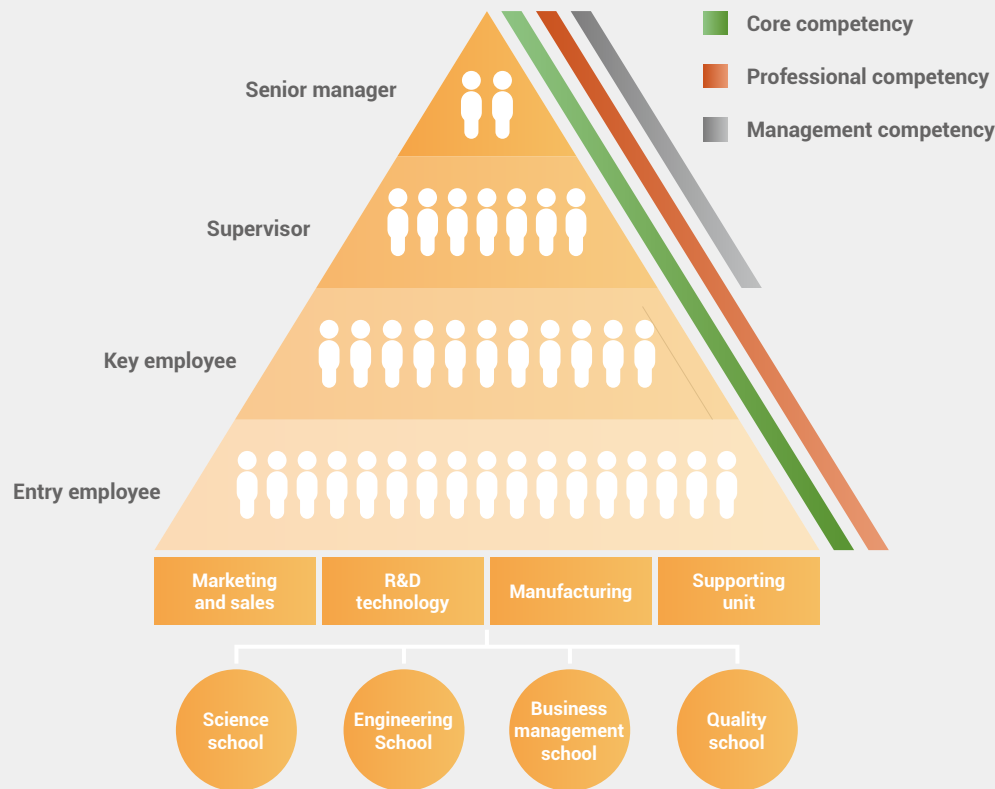 Core competency
Professional competency
Management competency
Senior manager
Supervisor
Key employee
Entry employee
Marketing
and sales
R&D
technology
Manufacturing
Supporting
unit
Science
school
Engineering
School
Business
management
school
Quality
school